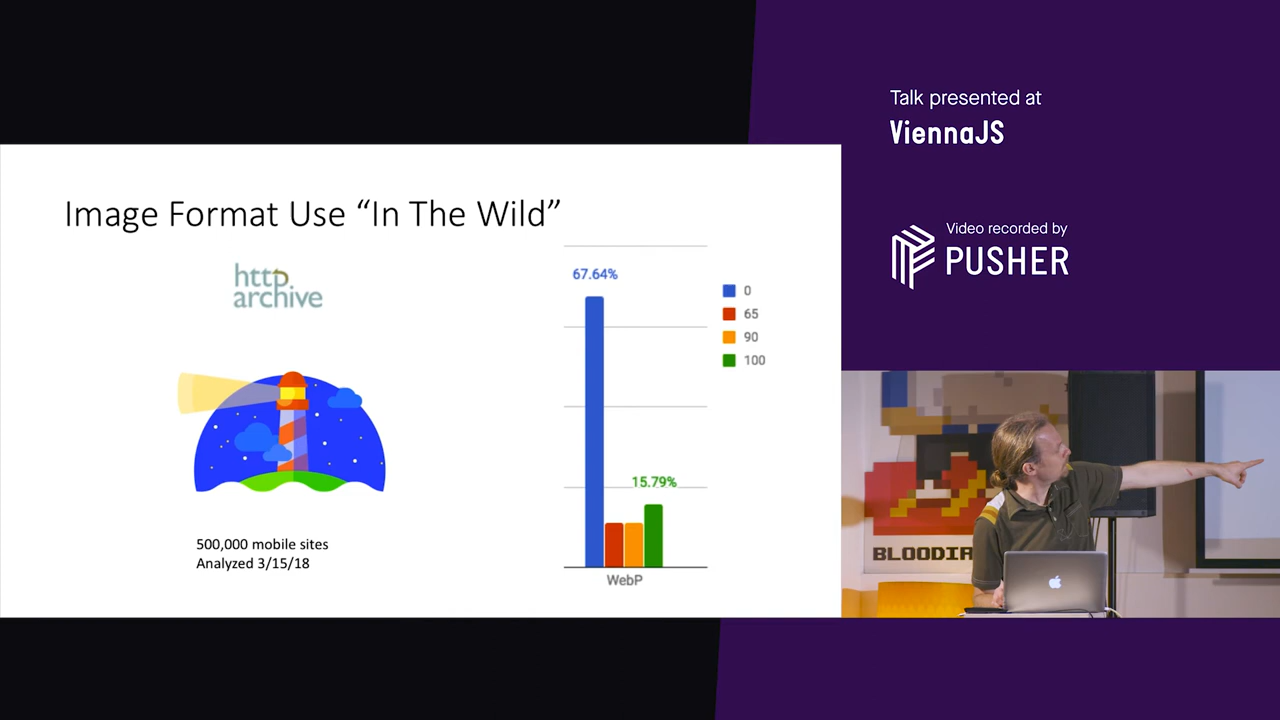 Talk presented at
ViennaJS
Video recorded by
PUSHER
Image Format Use “In The Wild”
http
archive
500,000 mobile sites
Analyzed 3/15/18
67.64%
15.79%
WebP
0
65
90
100